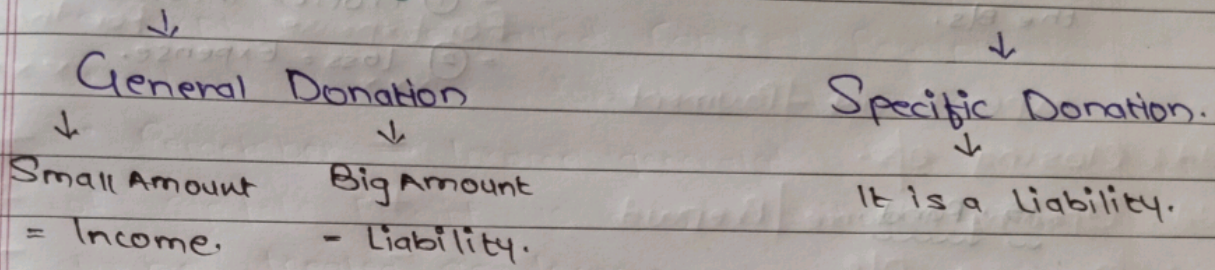 ↓ ↓
General Donation Specific Donation.
↓ ↓ ↓
Small Amount Big Amount It is a Liability.
= Income. - Liability.